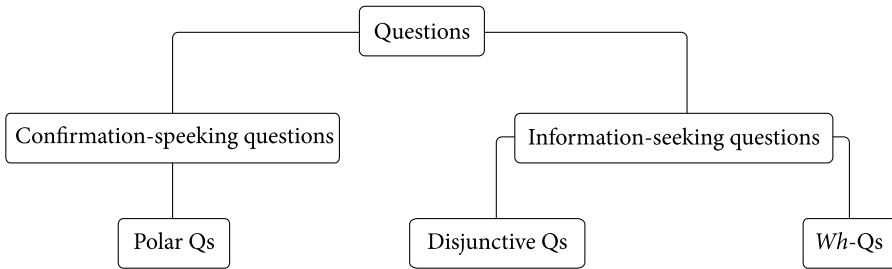 Questions
Confirmation-speeking questions
Information-seeking questions
Polar Qs
Disjunctive Qs
Wh-Qs